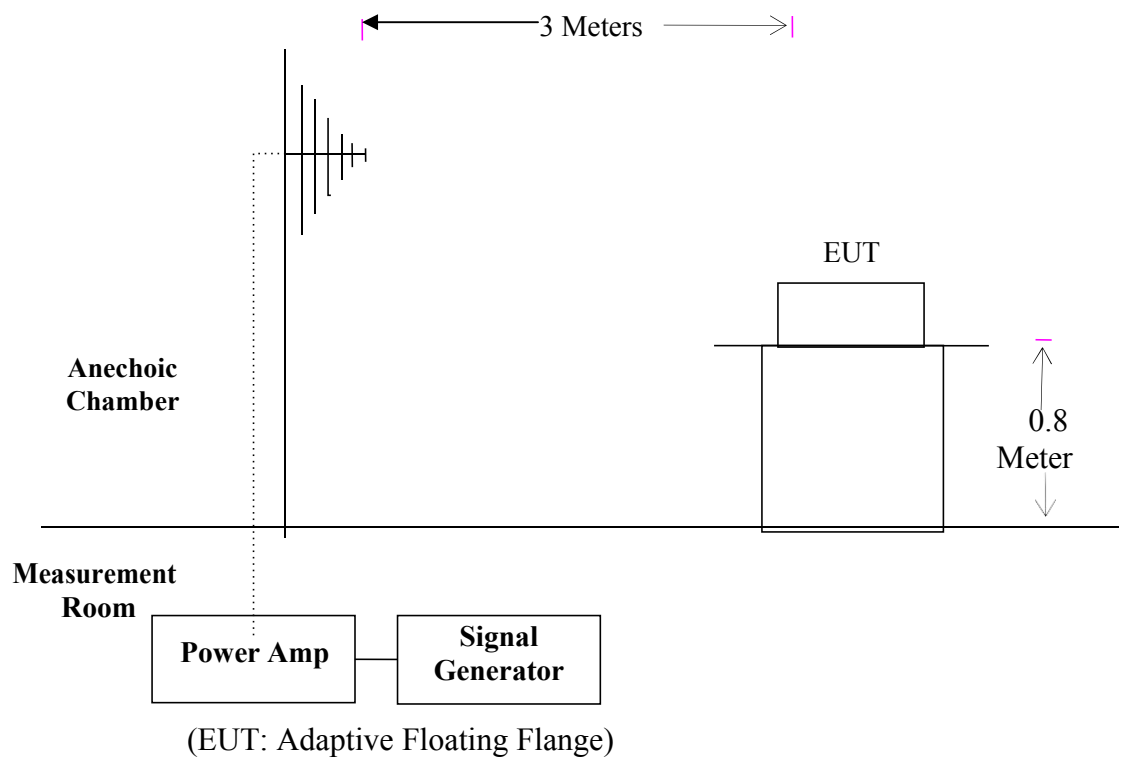 3 Meters
EUT
Anechoic
Chamber
0.8
Meter
Measurement
Room
Power Amp
Signal
Generator
(EUT: Adaptive Floating Flange)